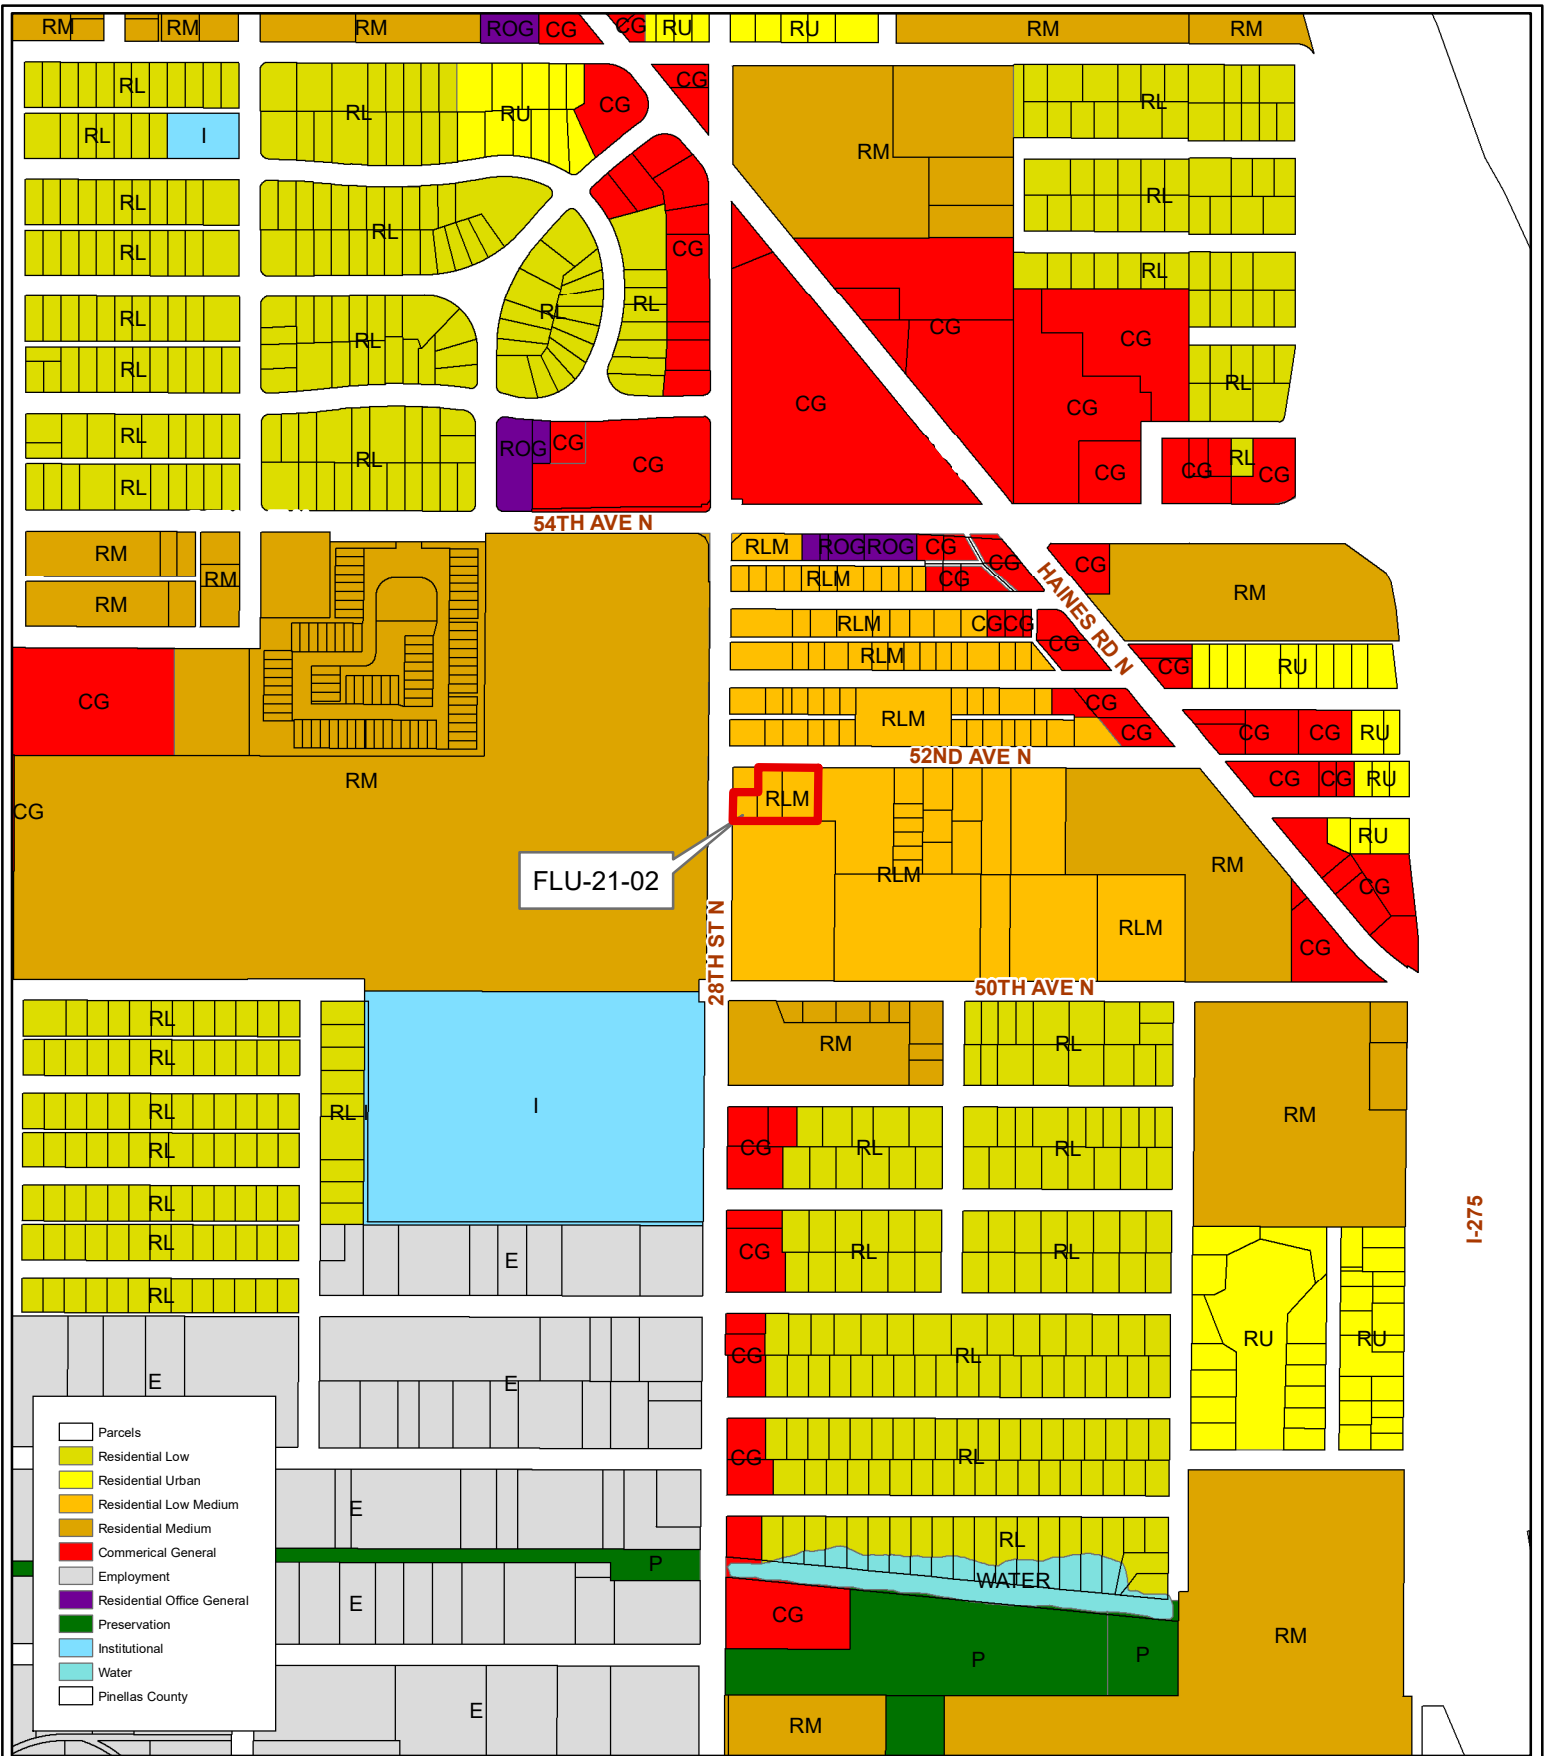 RM
RM
RM
ROG
CG
CG
RU
RU
RM
RM
RL
RL
RU
CG
CG
RL
RL
I
RM
RL
RL
RL
RL
CG
RL
RL
RL
RL
RL
RL
CG
CG
RL
RL
CG
RL
CG
CG
RL
RL
RL
ROG
CG
CG
CG
CG
RL
CG
RL
54TH AVE N
RM
RM
RM
RLM
ROG
ROG
CG
CG
CG
RM
RLM
CG
HAINES RD N
RLM
CG
CG
CG
RLM
CG
RU
CG
RLM
CG
CG
CG
CG
RU
52ND AVE N
RM
CG
RLM
CG
CG
RU
RU
FLU-21-02
RLM
RM
CG
RLM
CG
28TH ST N
50TH AVE N
RL
RL
RM
RL
RL
RL
RL
I
I
CG
RL
RL
RM
RL
RL
E
CG
RL
RL
I-275
RL
E
E
CG
RL
RU
RU
Parcels
Residential Low
Residential Urban
Residential Low Medium
Residential Medium
Commerical General
Employment
Residential Office General
Preservation
Institutional
Water
Pinellas County
CG
RL
E
RL
P
WATER
E
CG
RM
P
P
E
RM